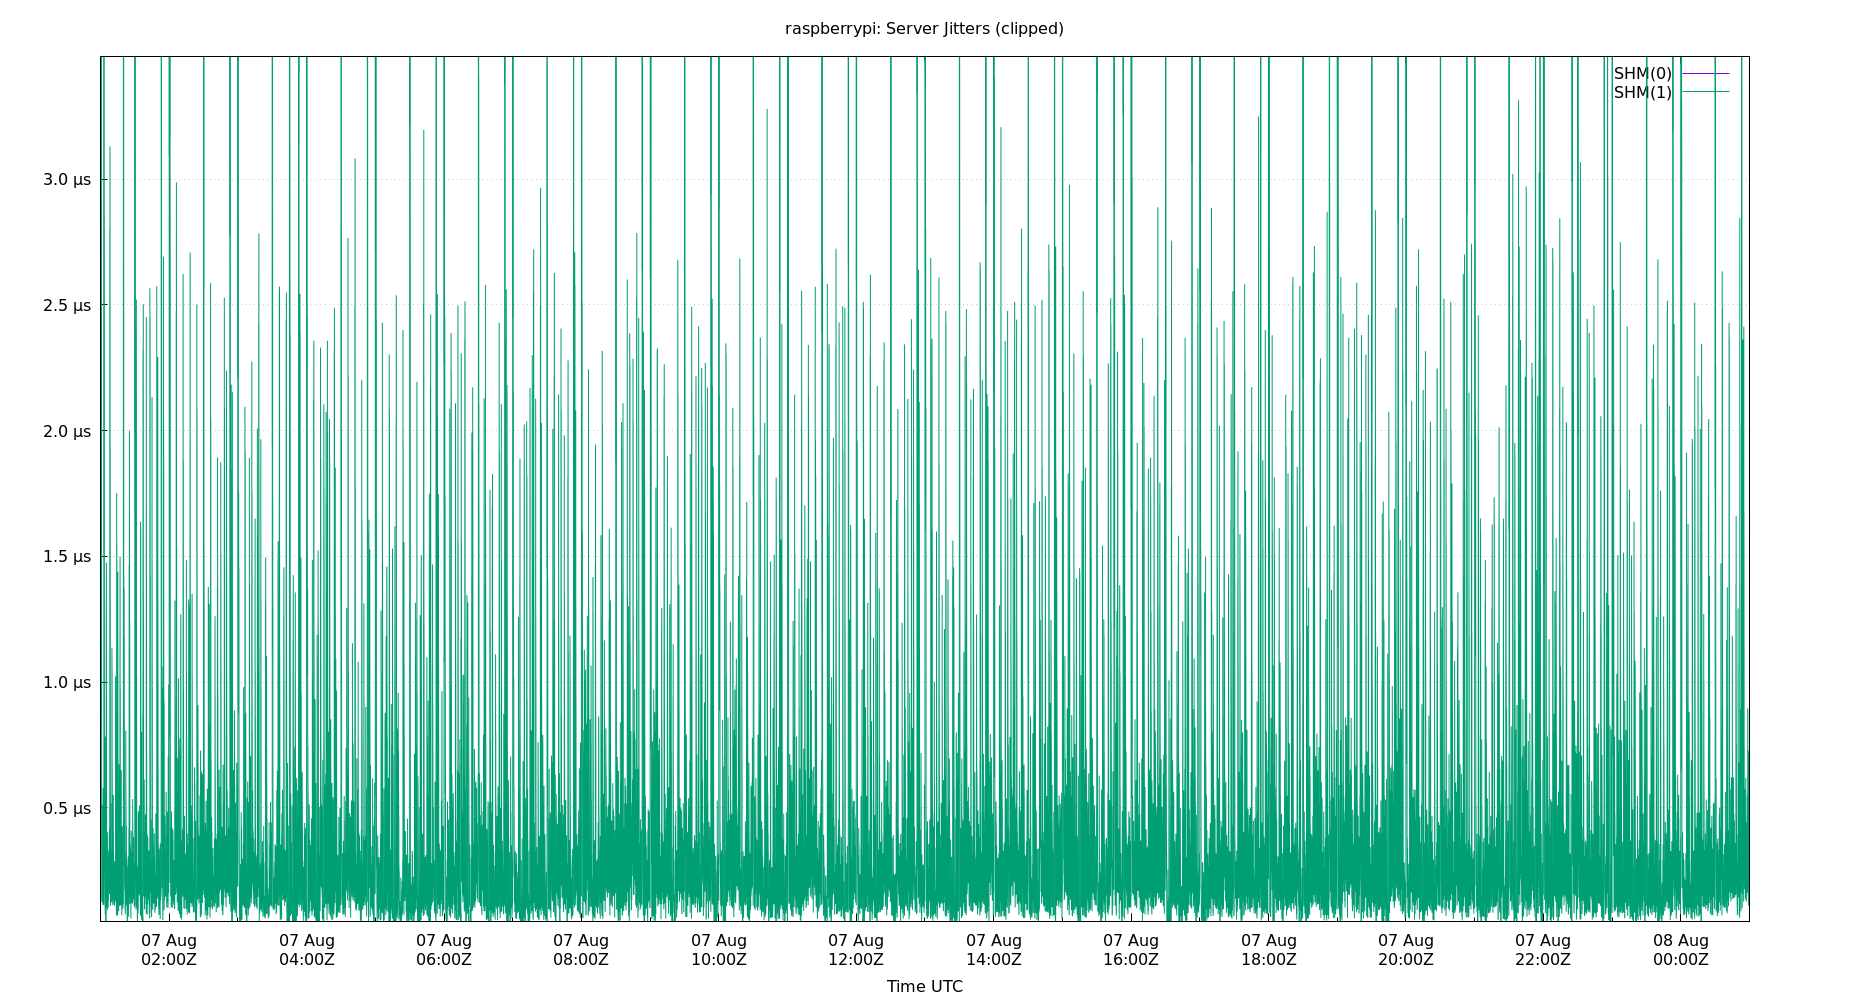 raspberrypi: Server Jitters (clipped)
SHM(0)
SHM(1)
3.0 µs
2.5 µs
2.0 µs
1.5 µs
1.0 µs
0.5 µs
07 Aug 07 Aug 07 Aug 07 Aug 07 Aug 07 Aug 07 Aug 07 Aug 07 Aug 07 Aug 07 Aug 08 Aug
02:00Z 04:00Z 06:00Z 08:00Z 10:00Z 12:00Z 14:00Z 16:00Z 18:00Z 20:00Z 22:00Z 00:00Z
Time UTC